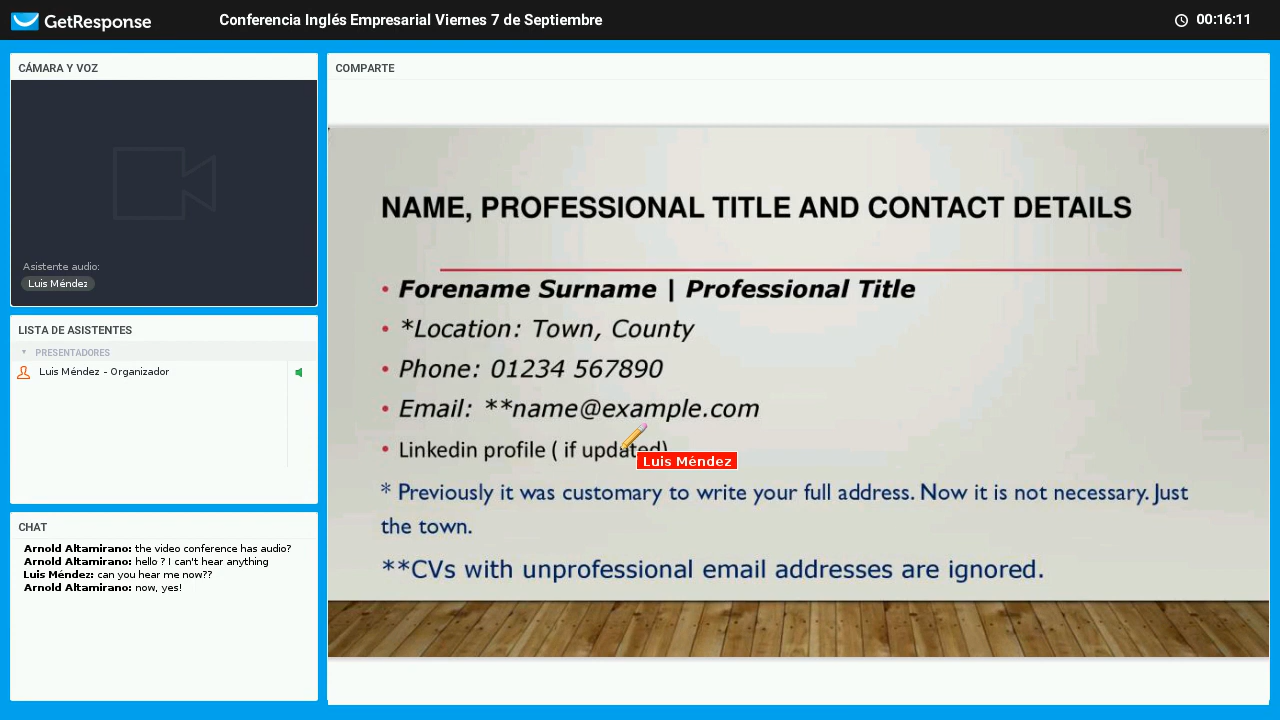 GetResponse
Conferencia Inglés Empresarial Viernes 7 de Septiembre
00:16:11
CÁMARA Y VOZ
Asistente audio:
Luis Méndez
LISTA DE ASISTENTES
PRESENTADORES
Luis Méndez - Organizador
CHAT
Arnold Altamirano: the video conference has audio?
Arnold Altamirano: hello ? I can't hear anything
Luis Méndez: can you hear me now??
Arnold Altamirano: now, yes!
COMPARTE
NAME, PROFESSIONAL TITLE AND CONTACT DETAILS
• Forename Surname | Professional Title
• *Location: Town, County
• Phone: 01234 567890
• Email: **name@example.com
• Linkedin profile ( if updated)
Luis Méndez
* Previously it was customary to write your full address. Now it is not necessary. Just
the town.
**CVs with unprofessional email addresses are ignored.